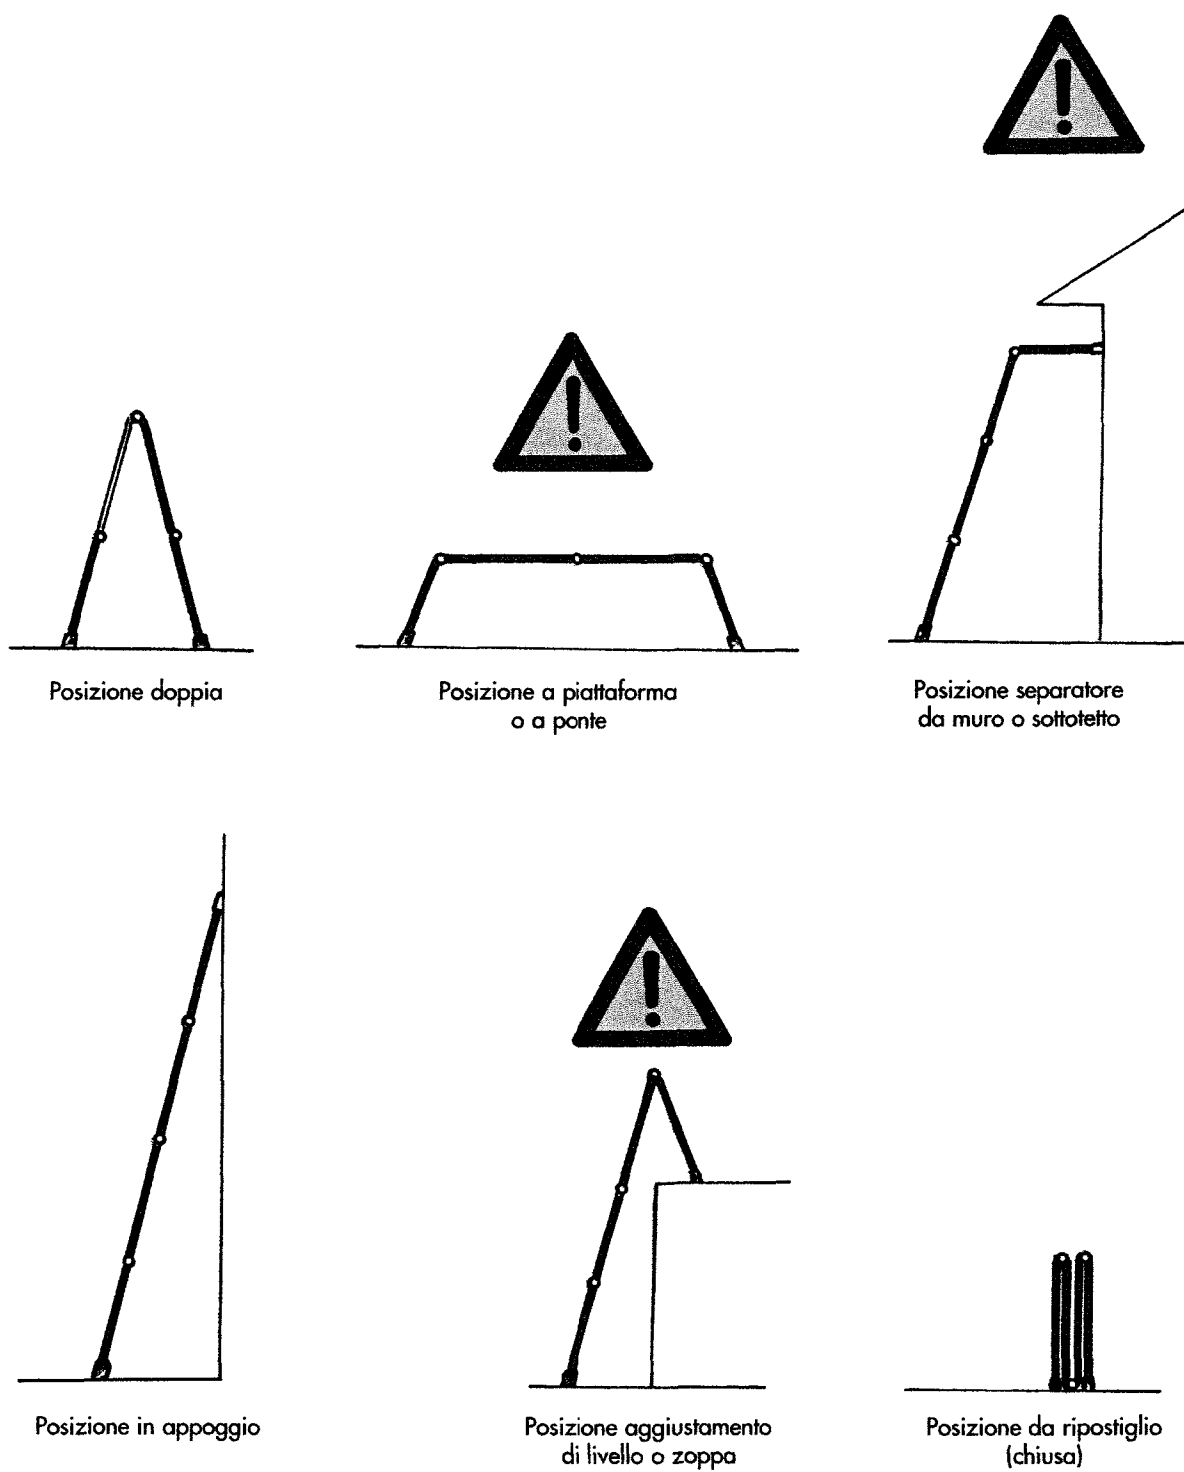 Posizione doppia
Posizione a piattaforma
o a ponte
Posizione separatore
da muro o sottotetto
Posizione in appoggio
Posizione aggiustamento
di livello o zoppa
Posizione da ripostiglio
(chiusa)